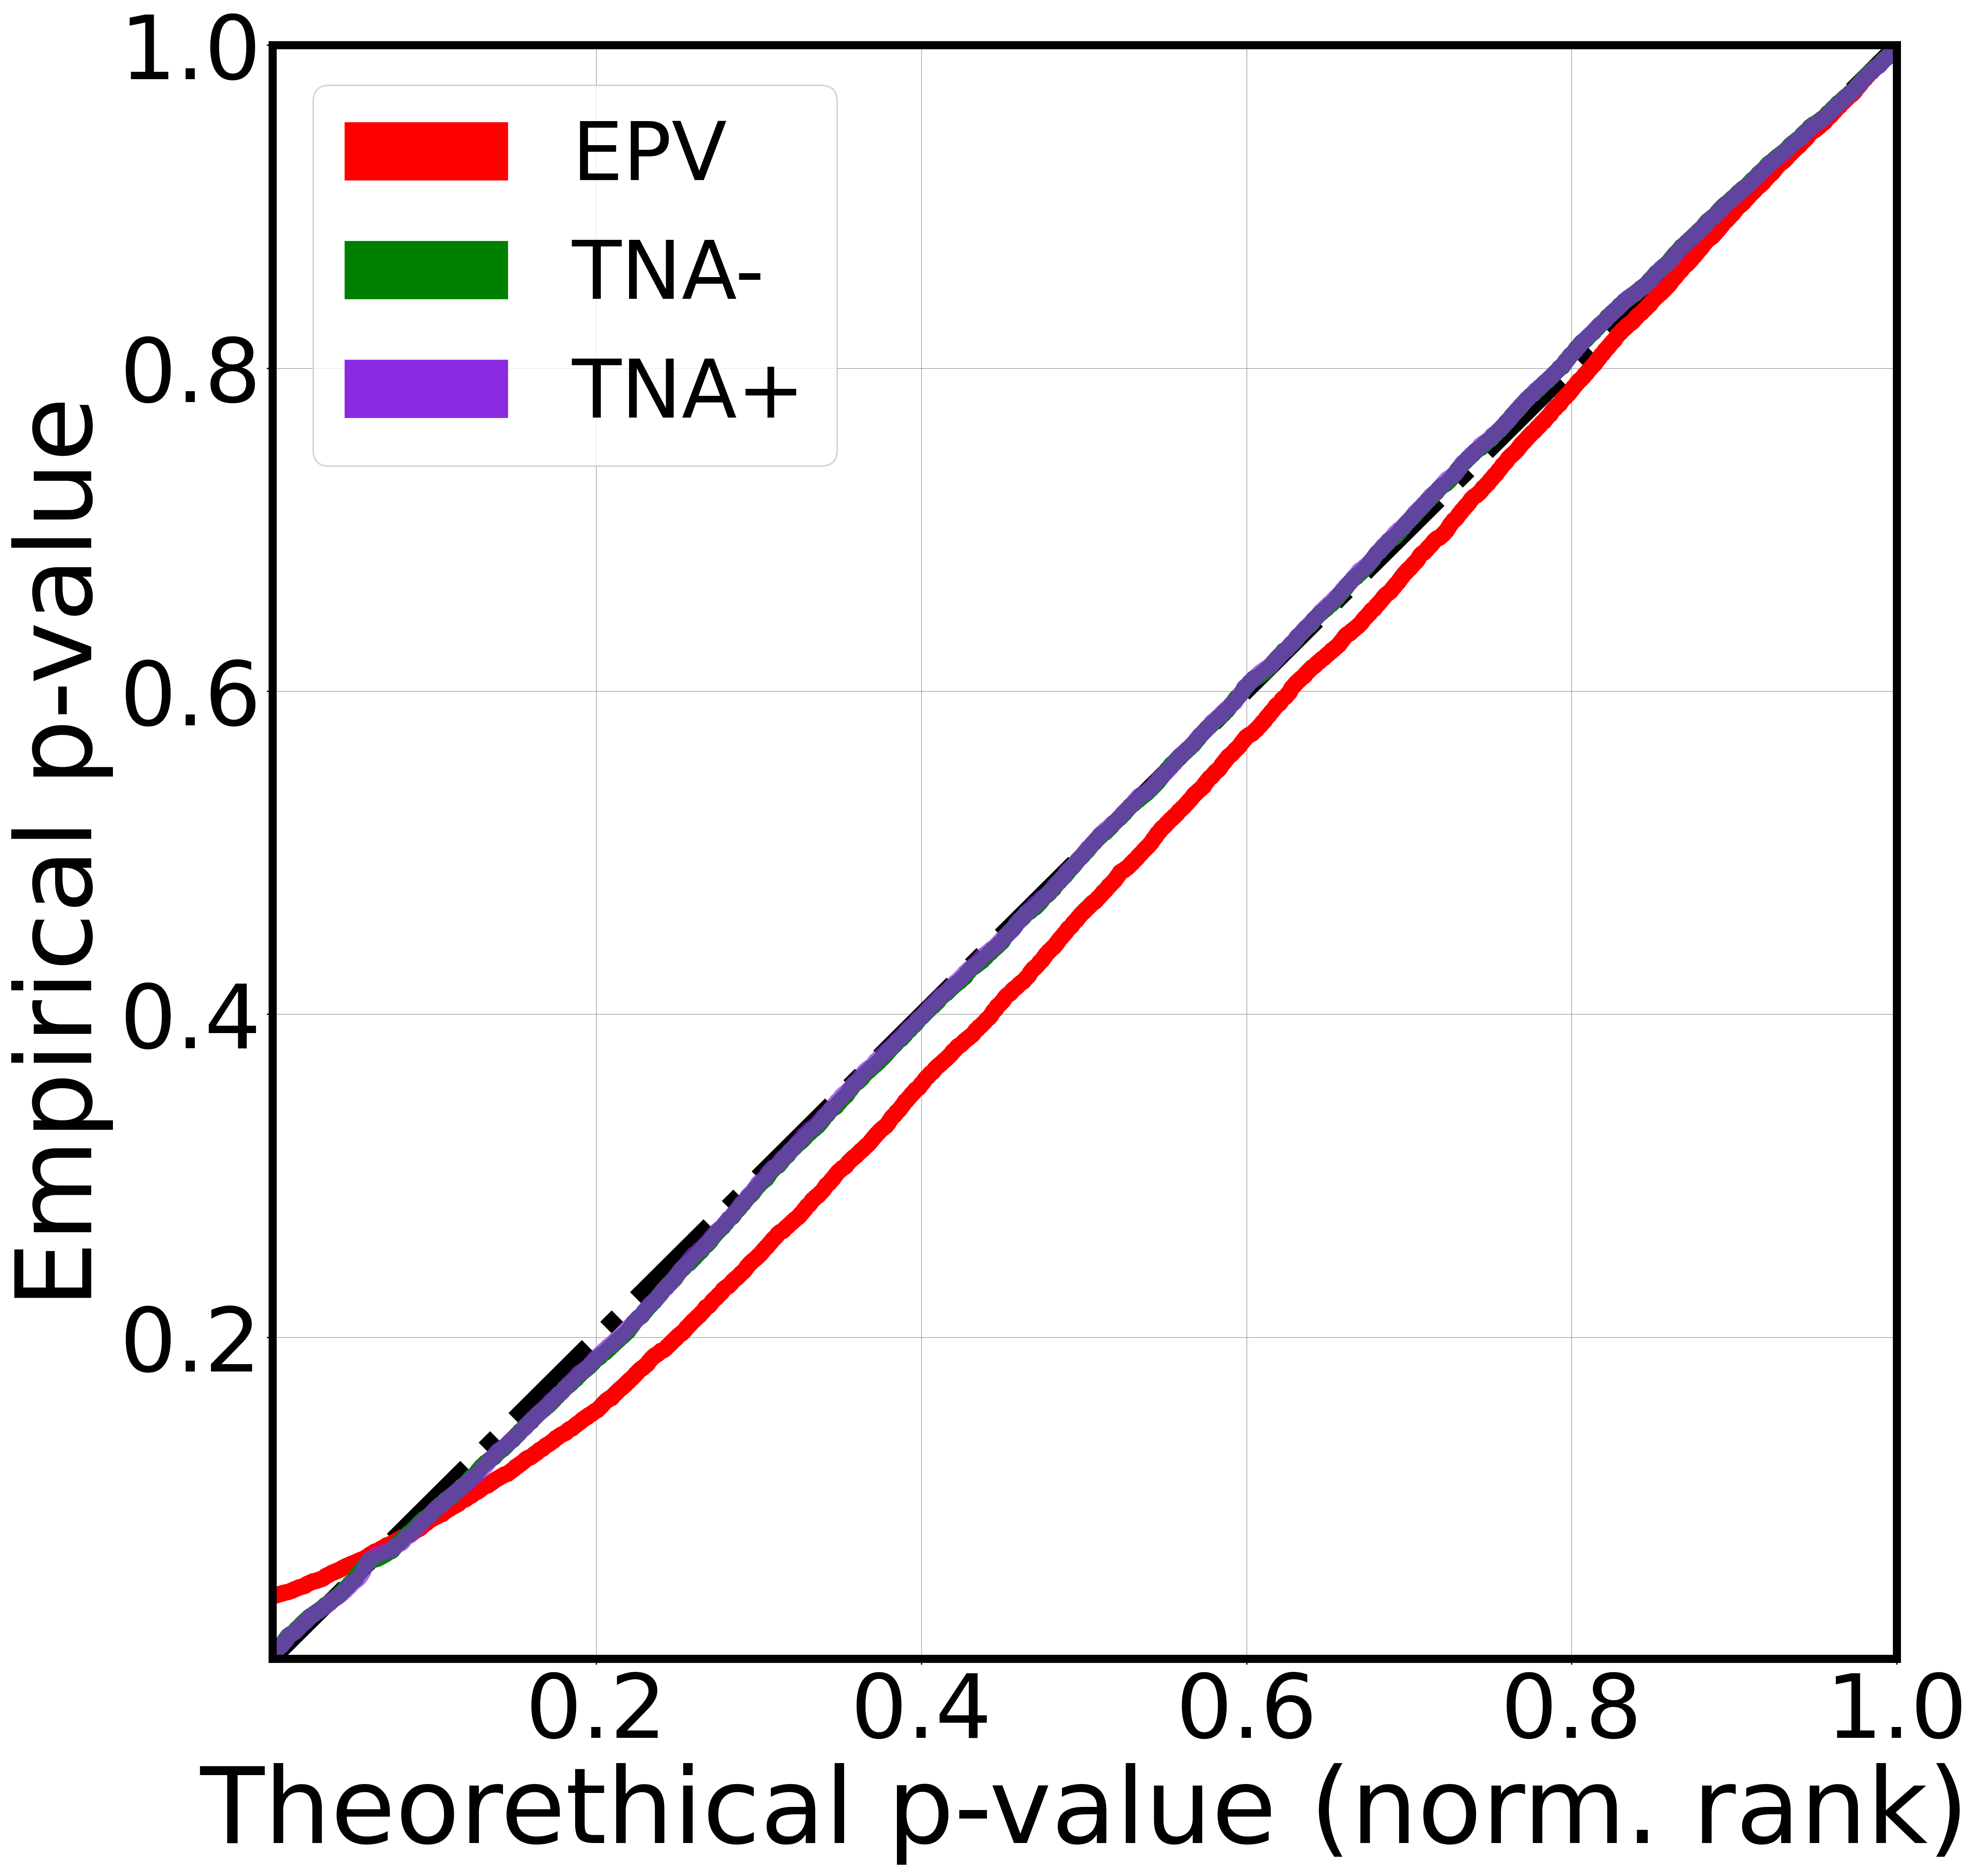 1.0
EPV
TNA-
TNA+
0.8
0.6
0.4
0.2
Empirical p-value
0.2 0.4 0.6 0.8 1.0
Theorethical p-value (norm. rank)